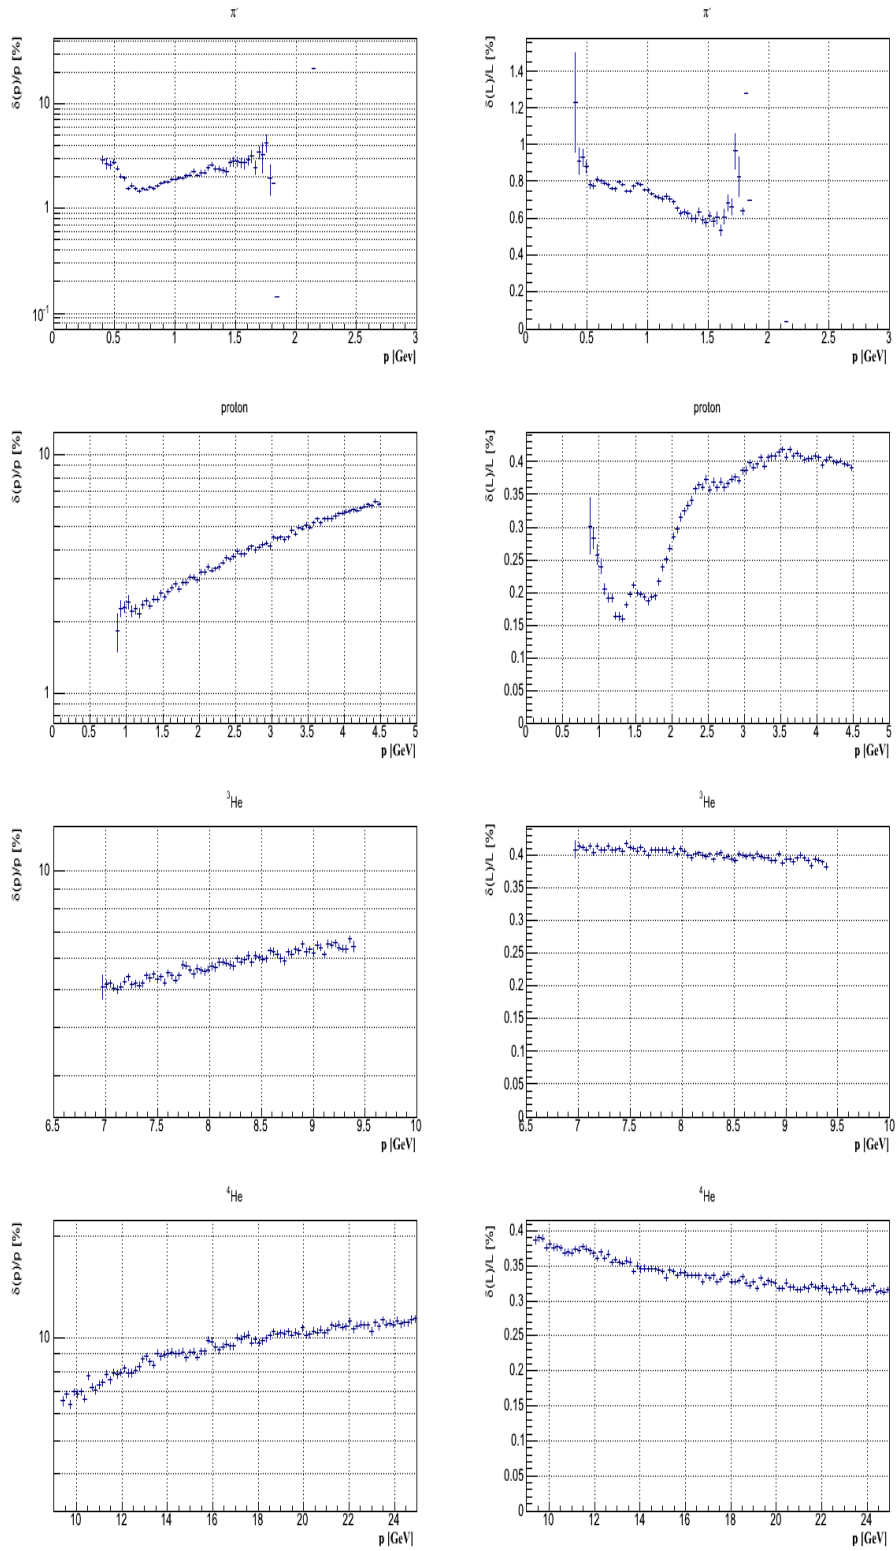 π⁻
δ(p)/p [%]
10
1
10⁻¹
0 0.5 1 1.5 2 2.5 3
p [Gev]
π⁻
δ(L)/L [%]
1.4
1.2
1
0.8
0.6
0.4
0.2
0
0 0.5 1 1.5 2 2.5 3
p [GeV]
proton
δ(p)/p [%]
10
1
0 0.5 1 1.5 2 2.5 3 3.5 4 4.5 5
p [GeV]
proton
δ(L)/L [%]
0.4
0.35
0.3
0.25
0.2
0.15
0.1
0.05
0
0 0.5 1 1.5 2 2.5 3 3.5 4 4.5 5
p [GeV]
³He
δ(p)/p [%]
10
6.5 7 7.5 8 8.5 9 9.5 10
p [GeV]
³He
δ(L)/L [%]
0.4
0.35
0.3
0.25
0.2
0.15
0.1
0.05
0
6.5 7 7.5 8 8.5 9 9.5 10
p [GeV]
⁴He
δ(p)/p [%]
10
10 12 14 16 18 20 22 24
p [GeV]
⁴He
δ(L)/L [%]
0.4
0.35
0.3
0.25
0.2
0.15
0.1
0.05
0
10 12 14 16 18 20 22 24
p [GeV]